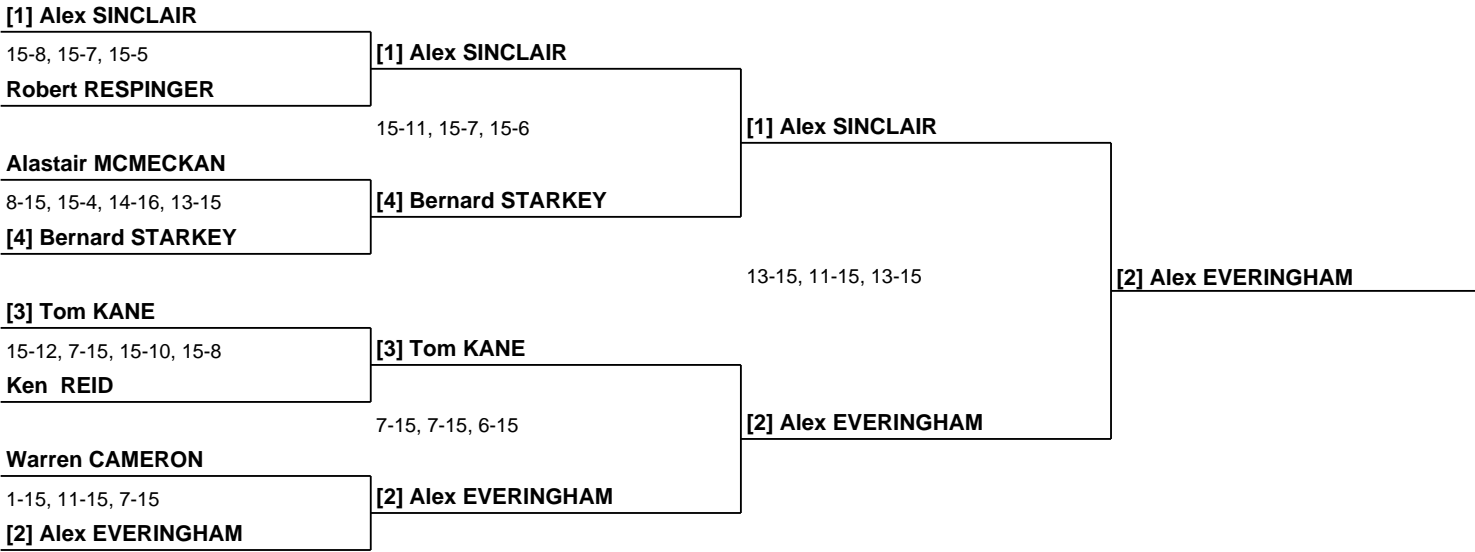 [1] Alex SINCLAIR
15-8, 15-7, 15-5
Robert RESPINGER
Alastair MCMECKAN
8-15, 15-4, 14-16, 13-15
[4] Bernard STARKEY
[3] Tom KANE
15-12, 7-15, 15-10, 15-8
Ken REID
Warren CAMERON
1-15, 11-15, 7-15
[2] Alex EVERINGHAM
[1] Alex SINCLAIR
15-11, 15-7, 15-6
[4] Bernard STARKEY
[3] Tom KANE
7-15, 7-15, 6-15
[2] Alex EVERINGHAM
[1] Alex SINCLAIR
13-15, 11-15, 13-15
[2] Alex EVERINGHAM
[2] Alex EVERINGHAM